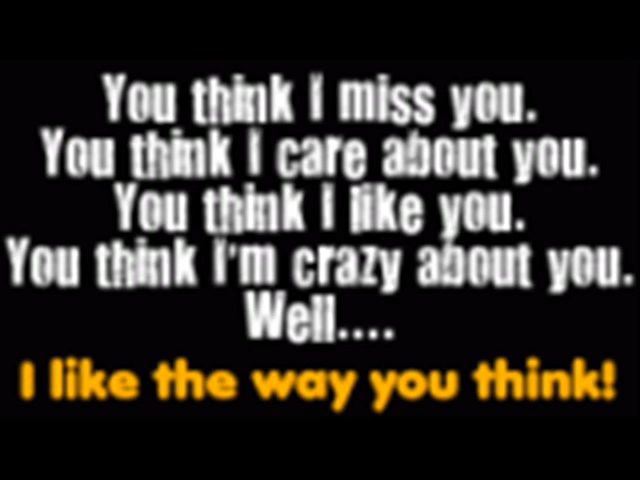 You think I miss you.
You think I care about you.
You think I like you.
You think I'm crazy about you.
Well....
I like the way you think!